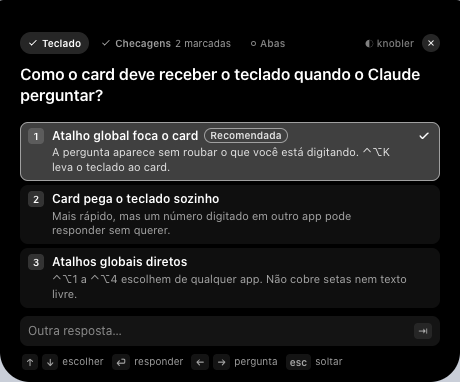 Teclado Checagens 2 marcadas Abas knobler
Como o card deve receber o teclado quando o Claude
perguntar?
1 Atalho global foca o card Recomendada
A pergunta aparece sem roubar o que você está digitando. ⌃⌥K
leva o teclado ao card.
2 Card pega o teclado sozinho
Mais rápido, mas um número digitado em outro app pode
responder sem querer.
3 Atalhos globais diretos
⌃⌥1 a ⌃⌥4 escolhem de qualquer app. Não cobre setas nem texto
livre.
Outra resposta...
↑ ↓ escolher ↵ responder ← → pergunta esc soltar